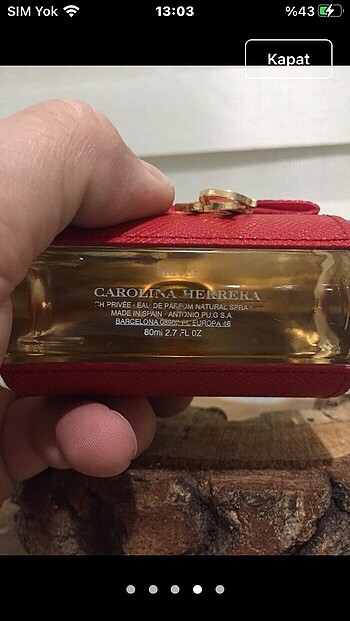 SIM Yok 13:03 %43
Kapat
CAROLINA HERRERA
CH PRIVÉE · EAU DE PARFUM NATURAL SPRAY
MADE IN SPAIN · ANTONIO PUIG S.A.
BARCELONA 08902 PL EUROPA 46
80ml 2.7 FL OZ